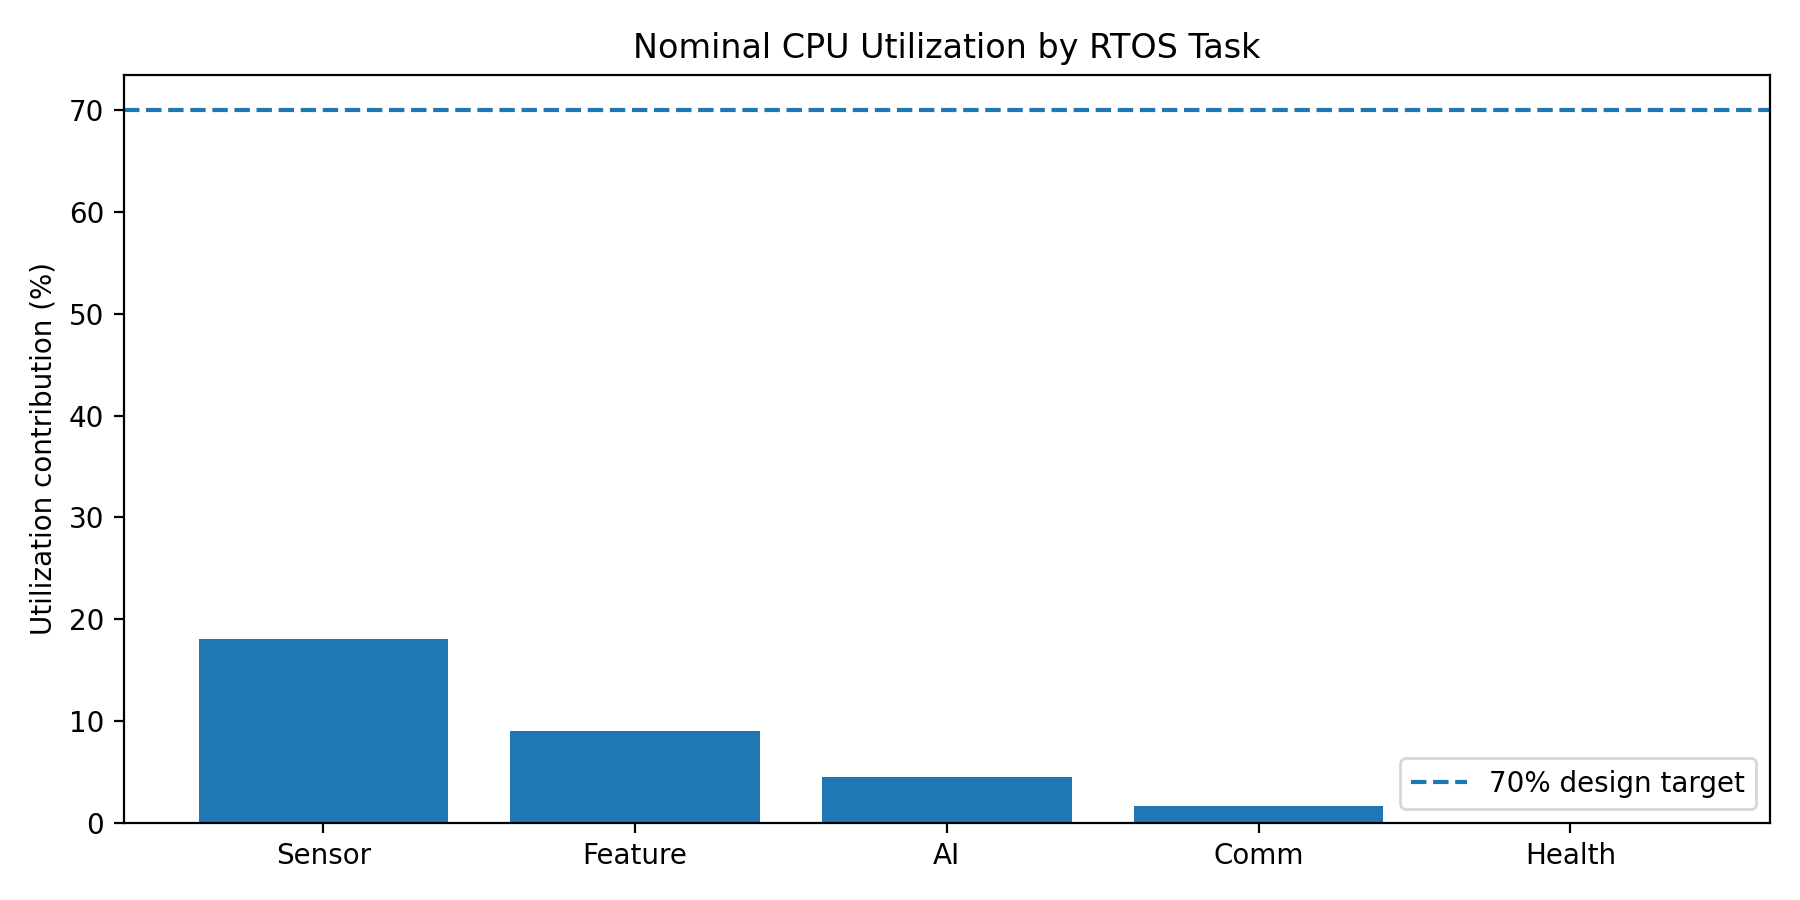 Nominal CPU Utilization by RTOS Task
Utilization contribution (%)
70
60
50
40
30
20
10
0
70% design target
Sensor Feature AI Comm Health